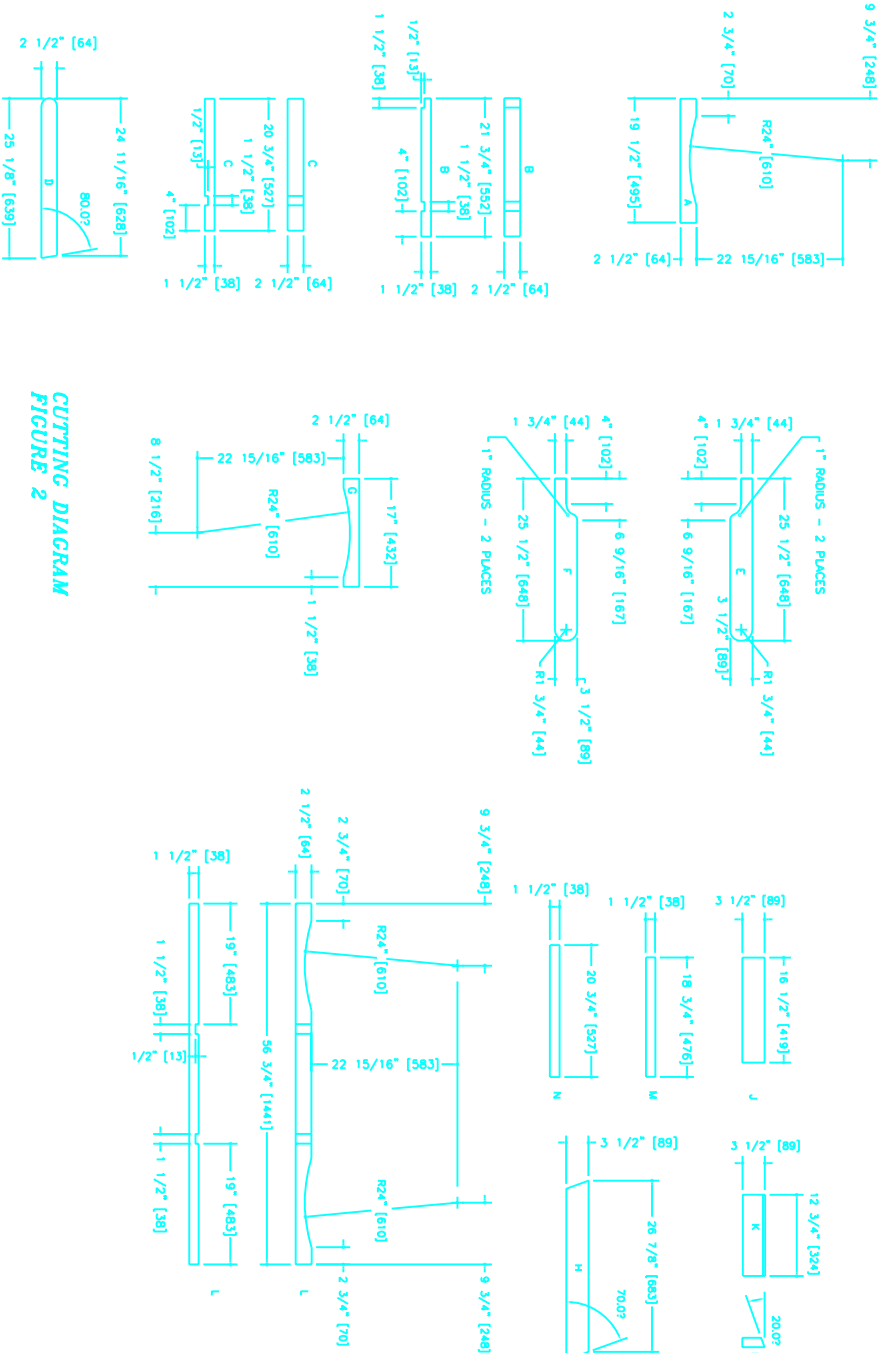 9 3/4" [248]
2 3/4" [70]
R24" [610]
A
19 1/2" [495]
2 1/2" [64]
22 15/16" [583]
1 1/2" [38]
1/2" [13]
B
21 3/4" [552]
1 1/2" [38]
B
4" [102]
1 1/2" [38]
2 1/2" [64]
C
20 3/4" [527]
1 1/2" [38]
C
1/2" [13]
4" [102]
1 1/2" [38]
2 1/2" [64]
2 1/2" [64]
D
24 11/16" [628]
25 1/8" [639]
80.0?
1" RADIUS - 2 PLACES
1 3/4" [44]
4" [102]
25 1/2" [648]
E
6 9/16" [167]
3 1/2" [89]
R1 3/4" [44]
1 3/4" [44]
4" [102]
1" RADIUS - 2 PLACES
6 9/16" [167]
F
25 1/2" [648]
3 1/2" [89]
R1 3/4" [44]
2 1/2" [64]
G
17" [432]
22 15/16" [583]
R24" [610]
8 1/2" [216]
1 1/2" [38]
3 1/2" [89]
16 1/2" [419]
J
1 1/2" [38]
18 3/4" [476]
M
1 1/2" [38]
20 3/4" [527]
N
3 1/2" [89]
12 3/4" [324]
K
20.0?
3 1/2" [89]
26 7/8" [683]
H
70.0?
9 3/4" [248]
2 3/4" [70]
2 1/2" [64]
R24" [610]
22 15/16" [583]
56 3/4" [1441]
R24" [610]
9 3/4" [248]
2 3/4" [70]
L
1 1/2" [38]
19" [483]
1 1/2" [38]
1/2" [13]
1 1/2" [38]
19" [483]
L
CUTTING DIAGRAM
FIGURE 2